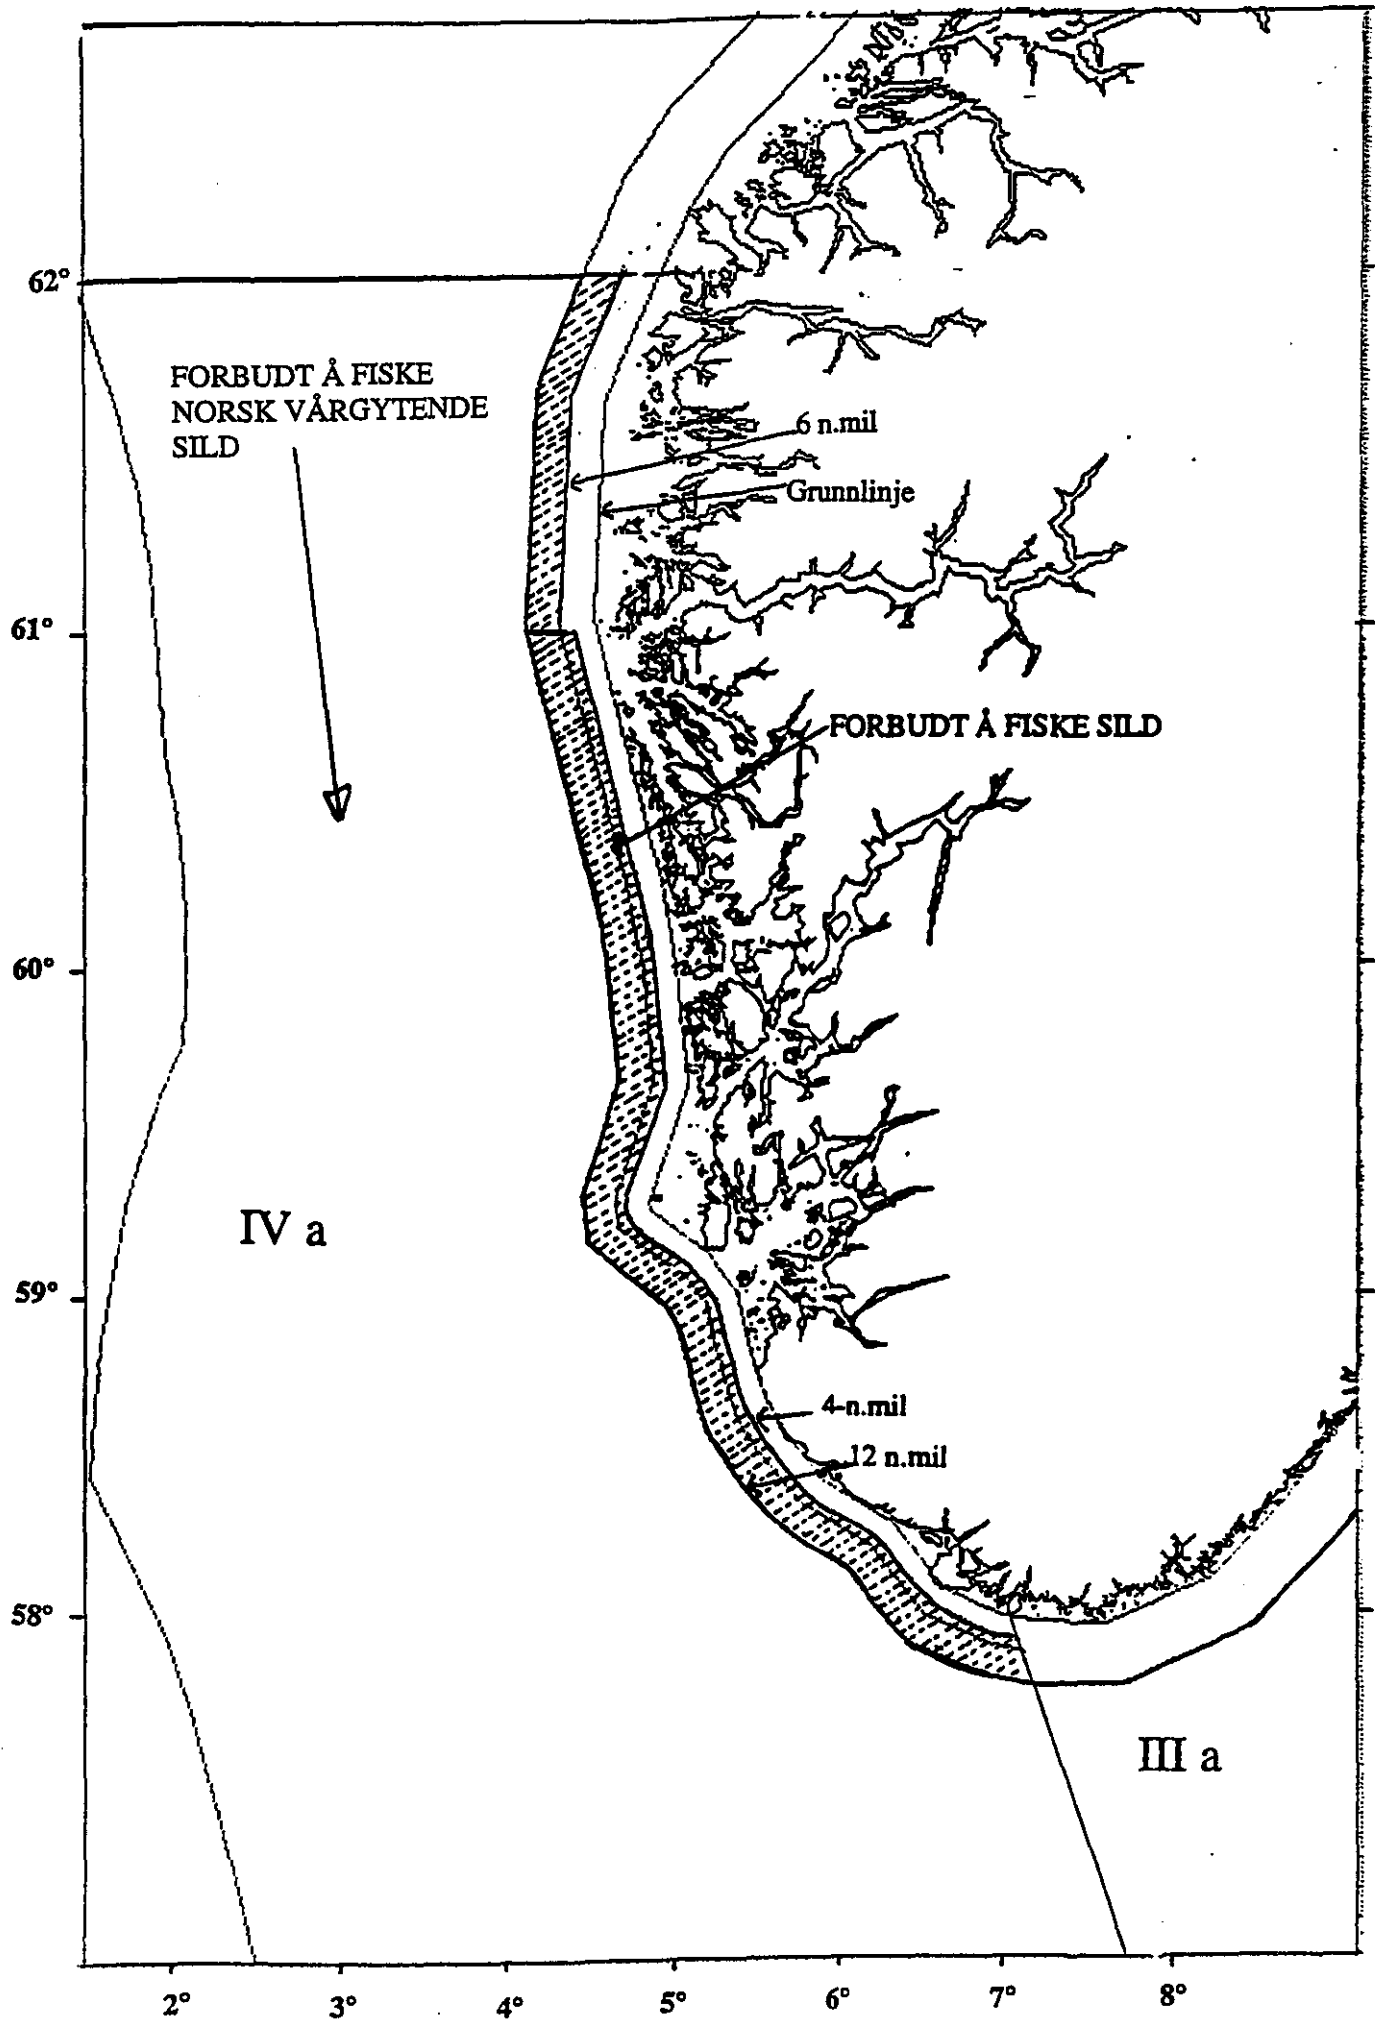 62°
FORBUDT Å FISKE
NORSK VÅRGYTENDE
SILD
6 n.mil
Grunnlinje
61°
FORBUDT Å FISKE SILD
60°
IV a
59°
4-n.mil
12 n.mil
58°
III a
2°
3°
4°
5°
6°
7°
8°